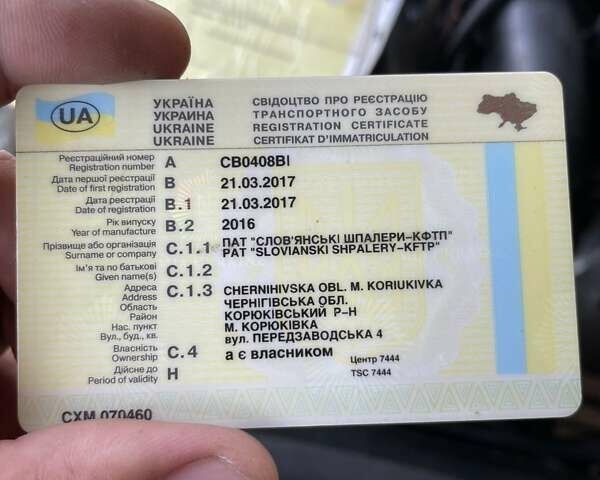 UA
УКРАЇНА
УКРАИНА
UKRAINE
UKRAINE
СВІДОЦТВО ПРО РЕЄСТРАЦІЮ
ТРАНСПОРТНОГО ЗАСОБУ
REGISTRATION CERTIFICATE
CERTIFICAT D'IMMATRICULATION
Реєстраційний номер A CB0408BI
Registration number
Дата першої реєстрації B 21.03.2017
Date of first registration
Дата реєстрації B.1 21.03.2017
Date of registration
Рік випуску B.2 2016
Year of manufacture
Прізвище або організація C.1.1 ПАТ "СЛОВ'ЯНСЬКІ ШПАЛЕРИ-КФТП"
Surname or company PAT "SLOVIANSKI SHPALERY-KFTP"
Ім'я та по батькові C.1.2
Given name(s)
Адреса C.1.3 CHERNIHIVSKA OBL. M. KORIUKIVKA
Address ЧЕРНІГІВСЬКА ОБЛ.
Область КОРЮКІВСЬКИЙ Р-Н
Район М. КОРЮКІВКА
Нас. пункт вул. ПЕРЕДЗАВОДСЬКА 4
Вул., буд., кв.
Власність C.4 а є власником
Ownership
Центр 7444
Дійсне до H TSC 7444
Period of validity
СХМ 070460